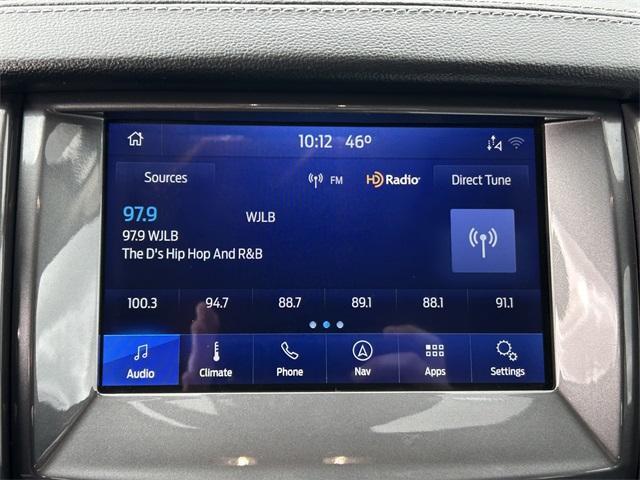 10:12 46°
Sources FM HD Radio Direct Tune
97.9 WJLB
97.9 WJLB
The D's Hip Hop And R&B
100.3 94.7 88.7 89.1 88.1 91.1
Audio Climate Phone Nav Apps Settings